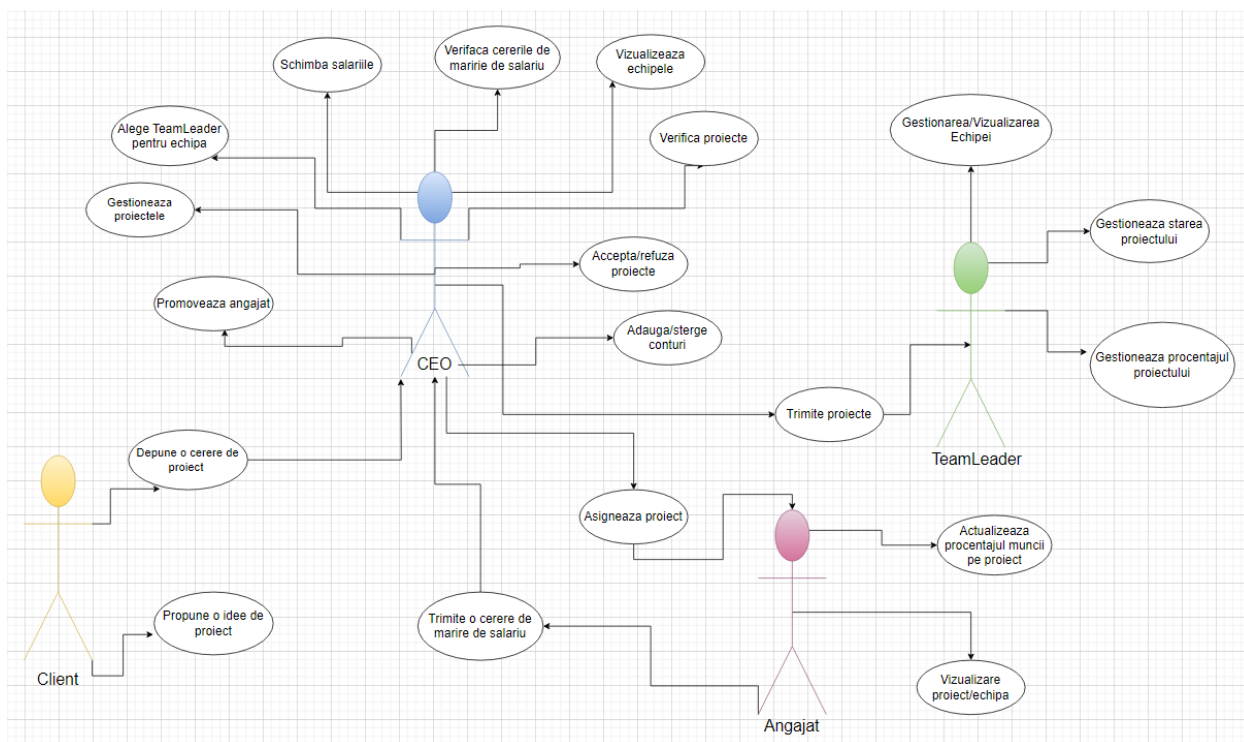 Schimba salariile
Verifaca cererile de
maririe de salariu
Vizualizeaza
echipele
Alege TeamLeader
pentru echipa
Verifica proiecte
Gestionarea/Vizualizarea
Echipei
Gestioneaza
proiectele
Gestioneaza starea
proiectului
Accepta/refuza
proiecte
Promoveaza angajat
Adauga/sterge
conturi
CEO
Gestioneaza procentajul
proiectului
Trimite proiecte
TeamLeader
Depune o cerere de
proiect
Asigneaza proiect
Actualizeaza
procentajul muncii
pe proiect
Propune o idee de
proiect
Trimite o cerere de
marire de salariu
Client
Vizualizare
proiect/echipa
Angajat